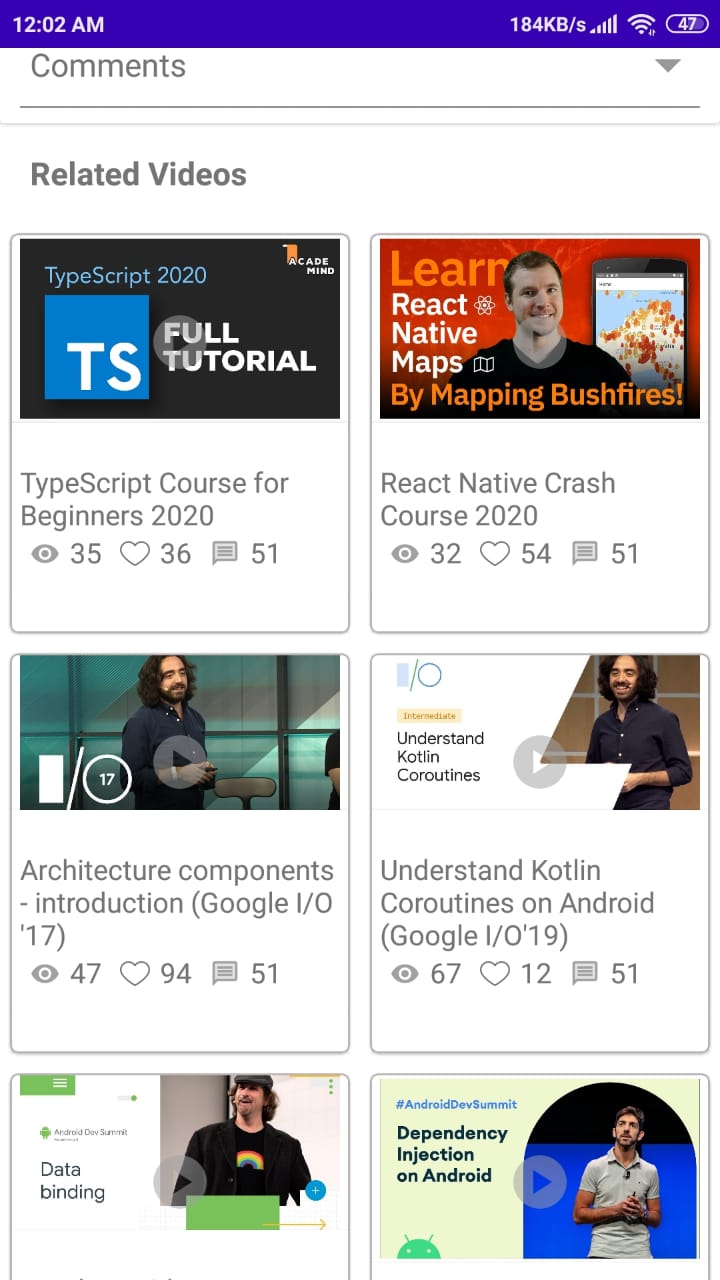 12:02 AM 184KB/s 47
Comments
Related Videos
TypeScript 2020
ACADE
MIND
TS
FULL
TUTORIAL
TypeScript Course for
Beginners 2020
35 36 51
Learn
React
Native
Maps
By Mapping Bushfires!
Home
React Native Crash
Course 2020
32 54 51
I/O 17
Architecture components
- introduction (Google I/O
'17)
47 94 51
I/O
Intermediate
Understand
Kotlin
Coroutines
Understand Kotlin
Coroutines on Android
(Google I/O'19)
67 12 51
Android Dev Summit
Data
binding
#AndroidDevSummit
Dependency
Injection
on Android